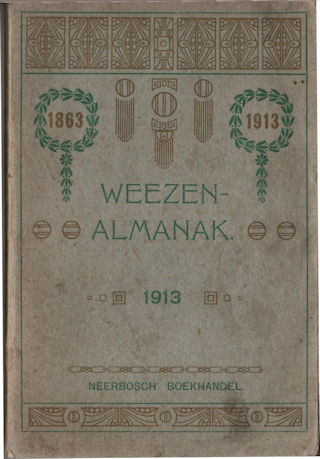 1863 1913
WEEZEN-
ALMANAK.
1913
NEERBOSCH' BOEKHANDEL.